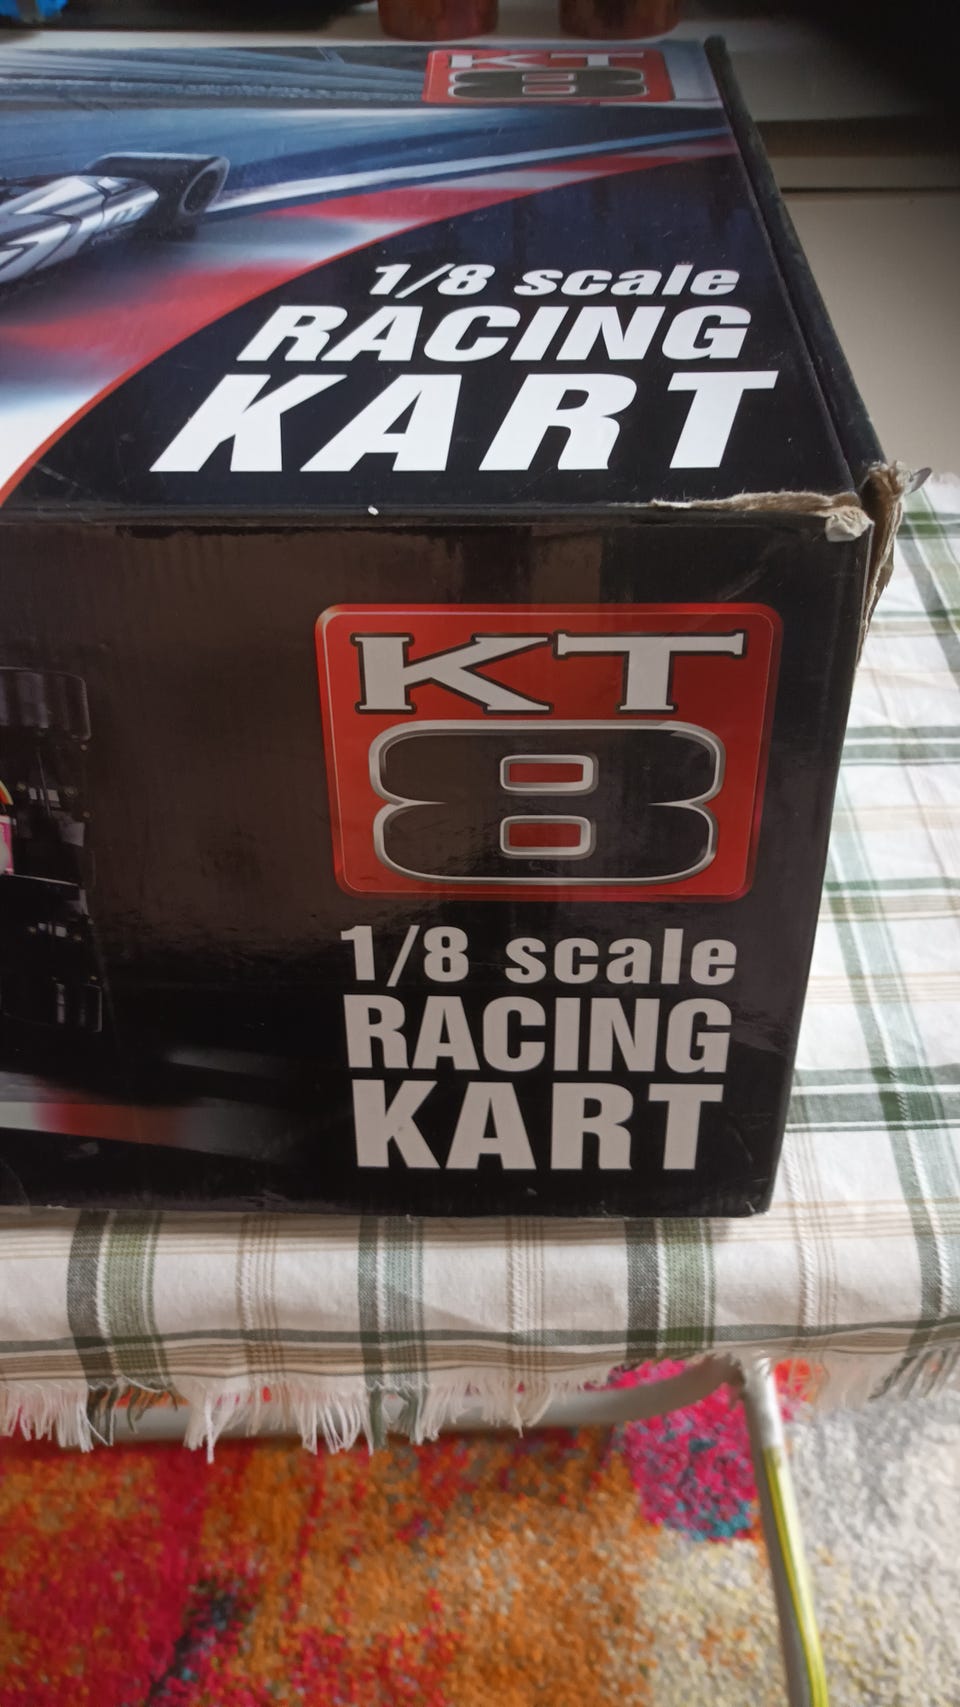 KT
8
1/8 scale
RACING
KART
KT
8
1/8 scale
RACING
KART